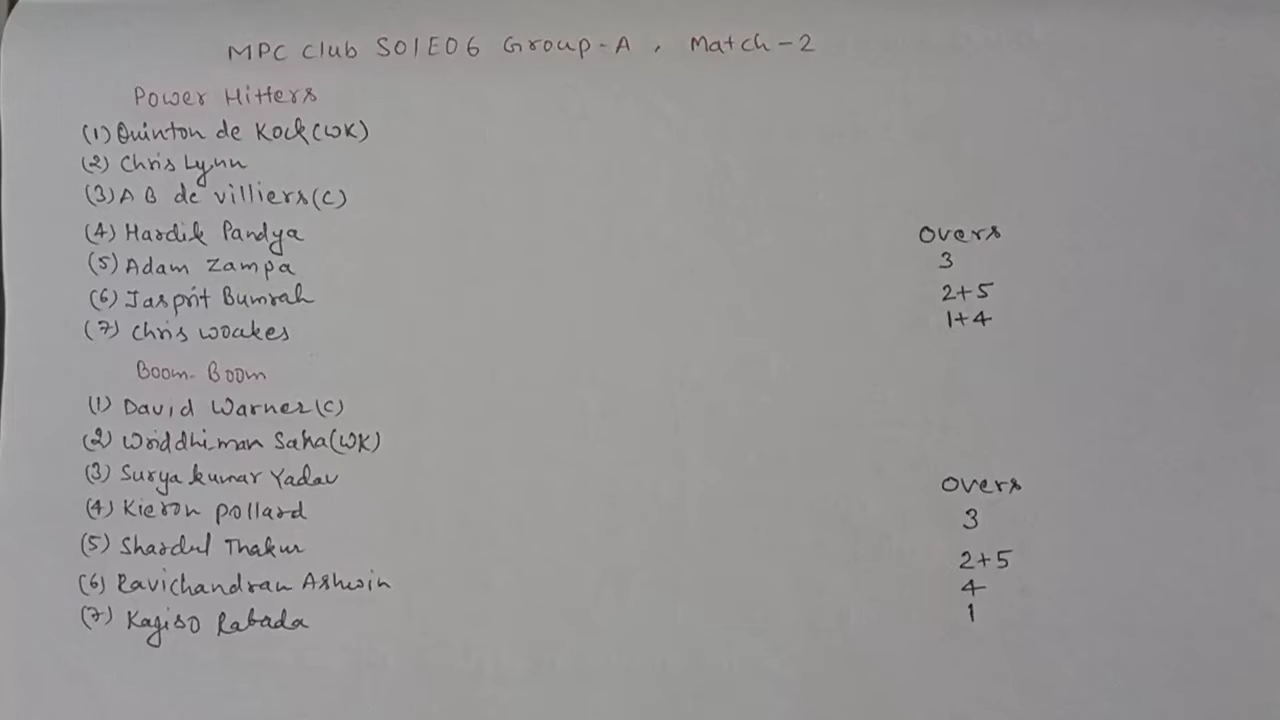 MPC Club S01E06 Group-A, Match-2
Power Hitters
(1) Quinton de Kock(WK)
(2) Chris Lynn
(3) A B de villiers(C)
(4) Hardik Pandya
Overs
(5) Adam Zampa 3
(6) Jasprit Bumrah 2+5
(7) Chris woakes 1+4
Boom-Boom
(1) David Warner(C)
(2) Wriddhiman Saha(WK)
(3) Surya kumar Yadav
Overs
(4) Kieron pollard 3
(5) Shardul Thakur 2+5
(6) Ravichandran Ashwin 4
(7) Kagiso Rabada 1